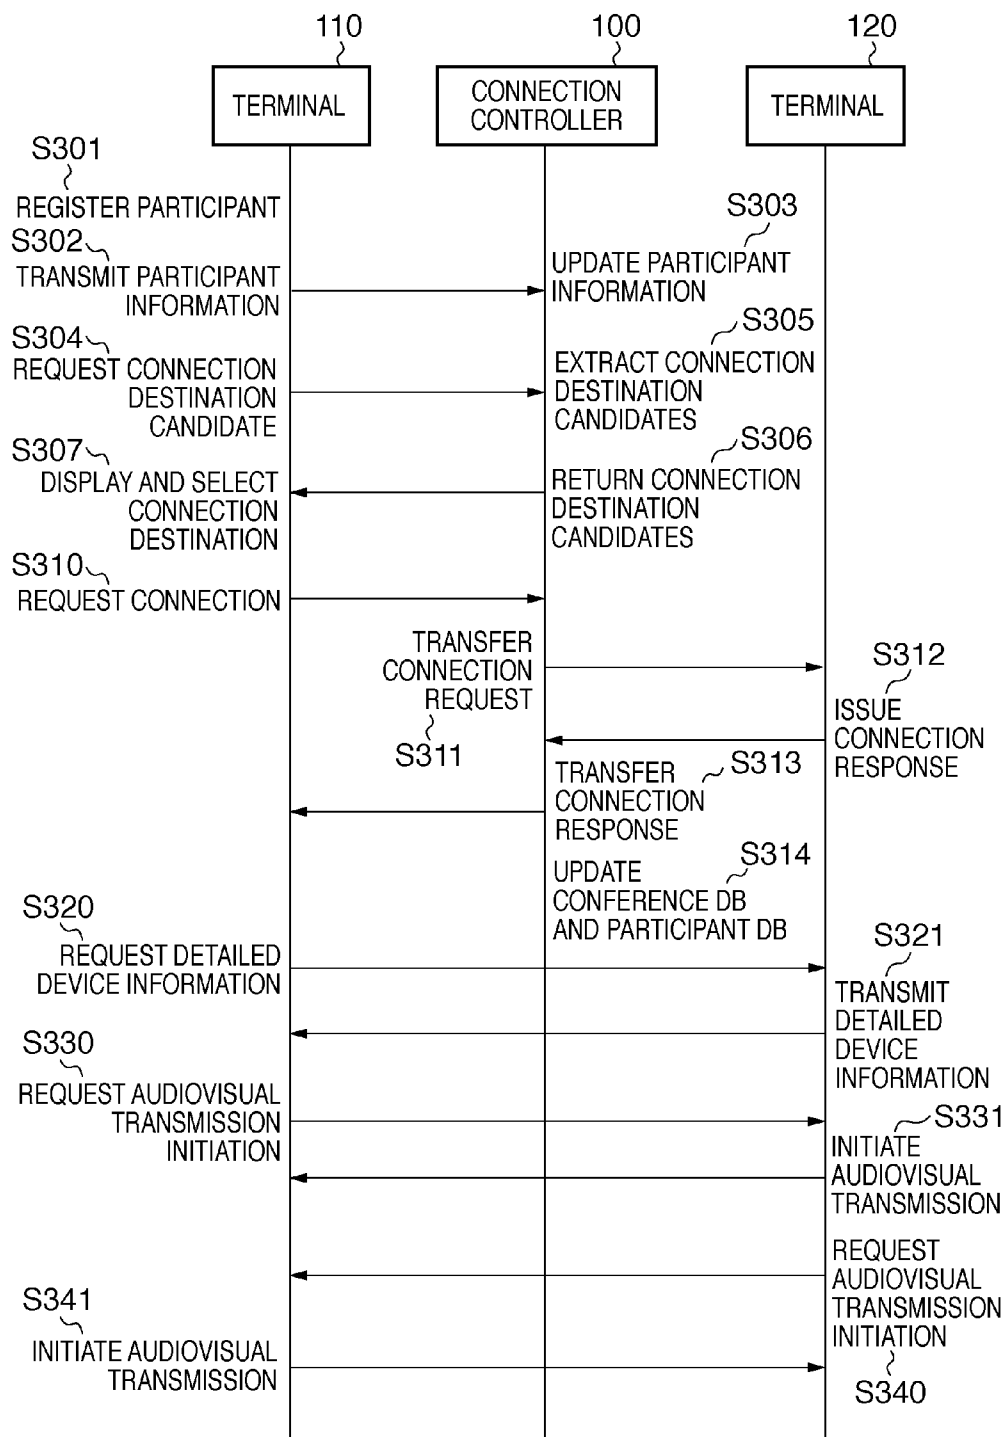 110
100
120
TERMINAL
CONNECTION
CONTROLLER
TERMINAL
S301
REGISTER PARTICIPANT
S302
TRANSMIT PARTICIPANT
INFORMATION
S303
UPDATE PARTICIPANT
INFORMATION
S304
REQUEST CONNECTION
DESTINATION
CANDIDATE
S305
EXTRACT CONNECTION
DESTINATION
CANDIDATES
S306
RETURN CONNECTION
DESTINATION
CANDIDATES
S307
DISPLAY AND SELECT
CONNECTION
DESTINATION
S310
REQUEST CONNECTION
TRANSFER
CONNECTION
REQUEST
S311
S312
ISSUE
CONNECTION
RESPONSE
S313
TRANSFER
CONNECTION
RESPONSE
S314
UPDATE
CONFERENCE DB
AND PARTICIPANT DB
S320
REQUEST DETAILED
DEVICE INFORMATION
S321
TRANSMIT
DETAILED
DEVICE
INFORMATION
S330
REQUEST AUDIOVISUAL
TRANSMISSION
INITIATION
S331
INITIATE
AUDIOVISUAL
TRANSMISSION
REQUEST
AUDIOVISUAL
TRANSMISSION
INITIATION
S340
S341
INITIATE AUDIOVISUAL
TRANSMISSION